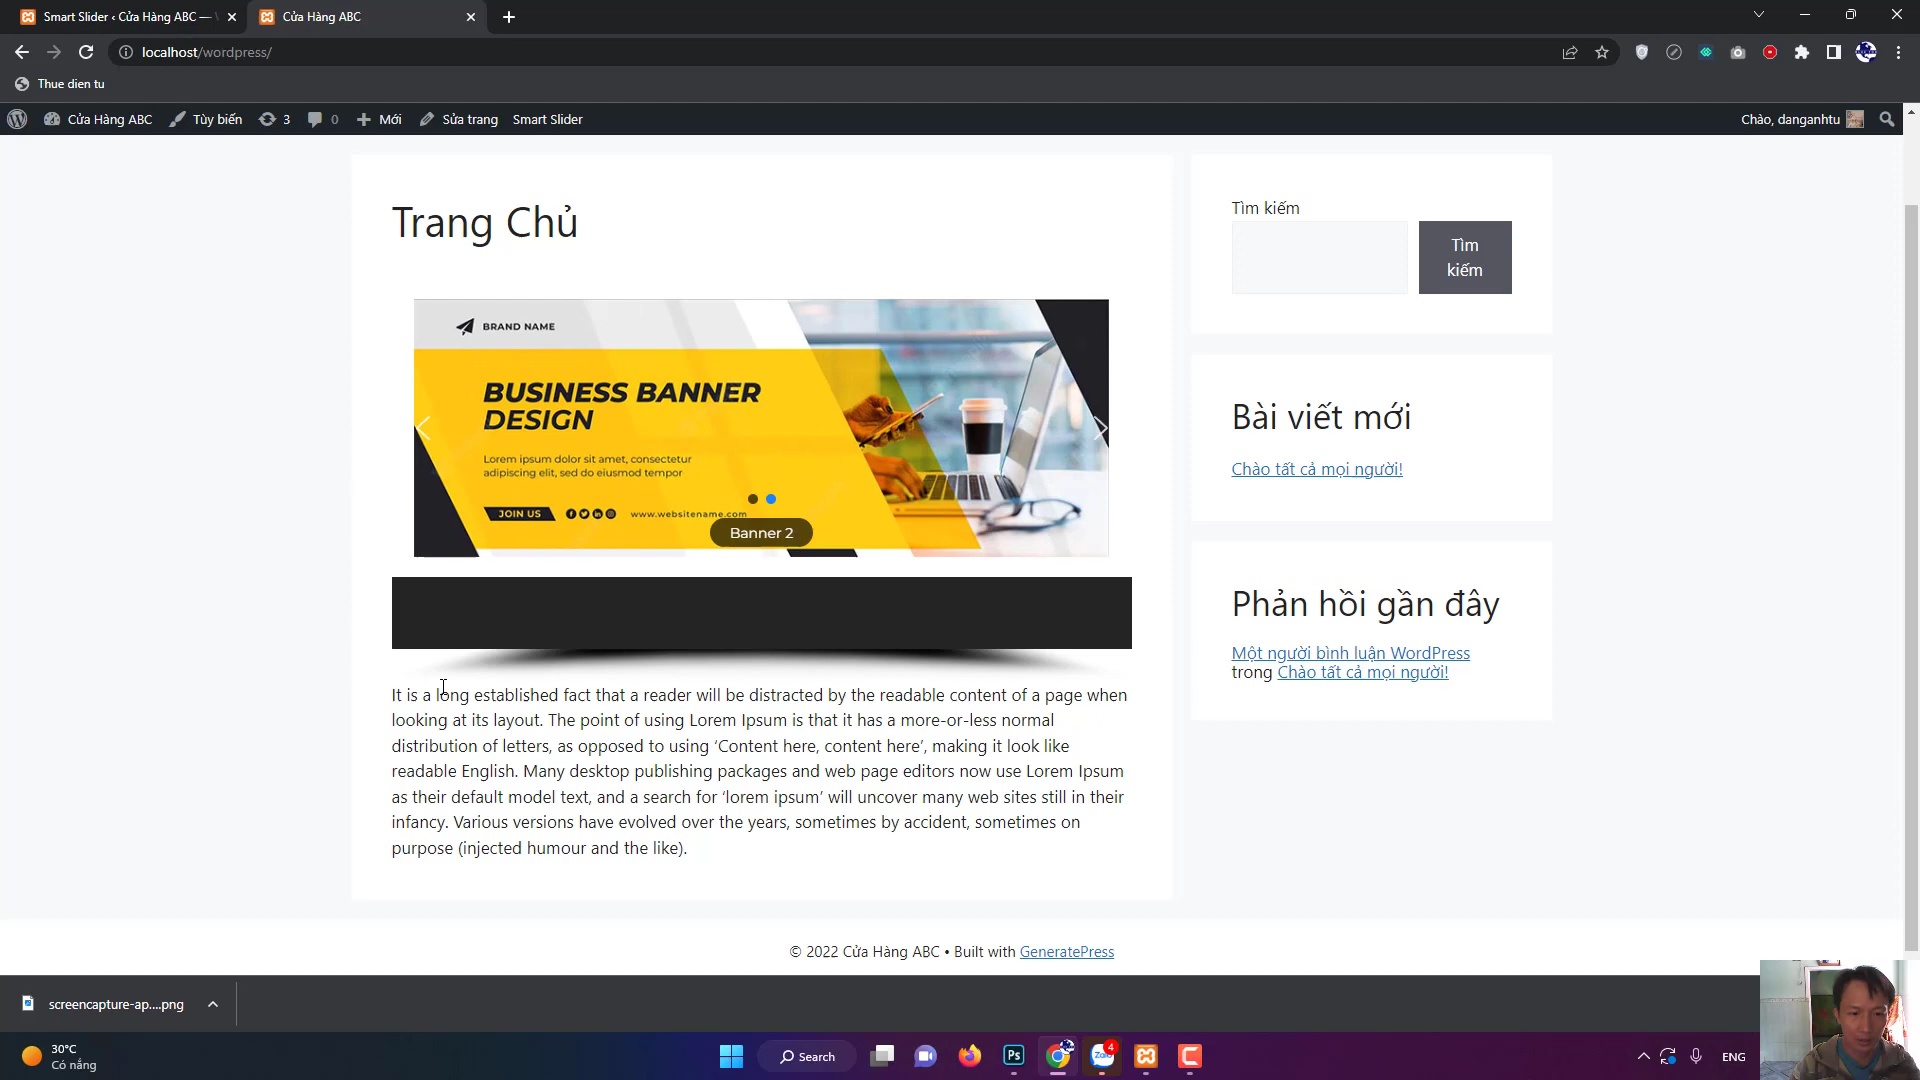 Smart Slider ‹ Cửa Hàng ABC —
Cửa Hàng ABC
localhost/wordpress/
Thue dien tu
Cửa Hàng ABC
Tùy biến
3
0
Mới
Sửa trang
Smart Slider
Chào, danganhtu
Trang Chủ
BRAND NAME
BUSINESS BANNER
DESIGN
Lorem ipsum dolor sit amet, consectetur
adipiscing elit, sed do eiusmod tempor
JOIN US
www.websitename.com
Banner 2
It is a long established fact that a reader will be distracted by the readable content of a page when
looking at its layout. The point of using Lorem Ipsum is that it has a more-or-less normal
distribution of letters, as opposed to using ‘Content here, content here’, making it look like
readable English. Many desktop publishing packages and web page editors now use Lorem Ipsum
as their default model text, and a search for ‘lorem ipsum’ will uncover many web sites still in their
infancy. Various versions have evolved over the years, sometimes by accident, sometimes on
purpose (injected humour and the like).
Tìm kiếm
Tìm
kiếm
Bài viết mới
Chào tất cả mọi người!
Phản hồi gần đây
Một người bình luận WordPress
trong Chào tất cả mọi người!
© 2022 Cửa Hàng ABC • Built with GeneratePress
screencapture-ap....png
30°C
Có nắng
Search
Ps
Zalo
4
ENG